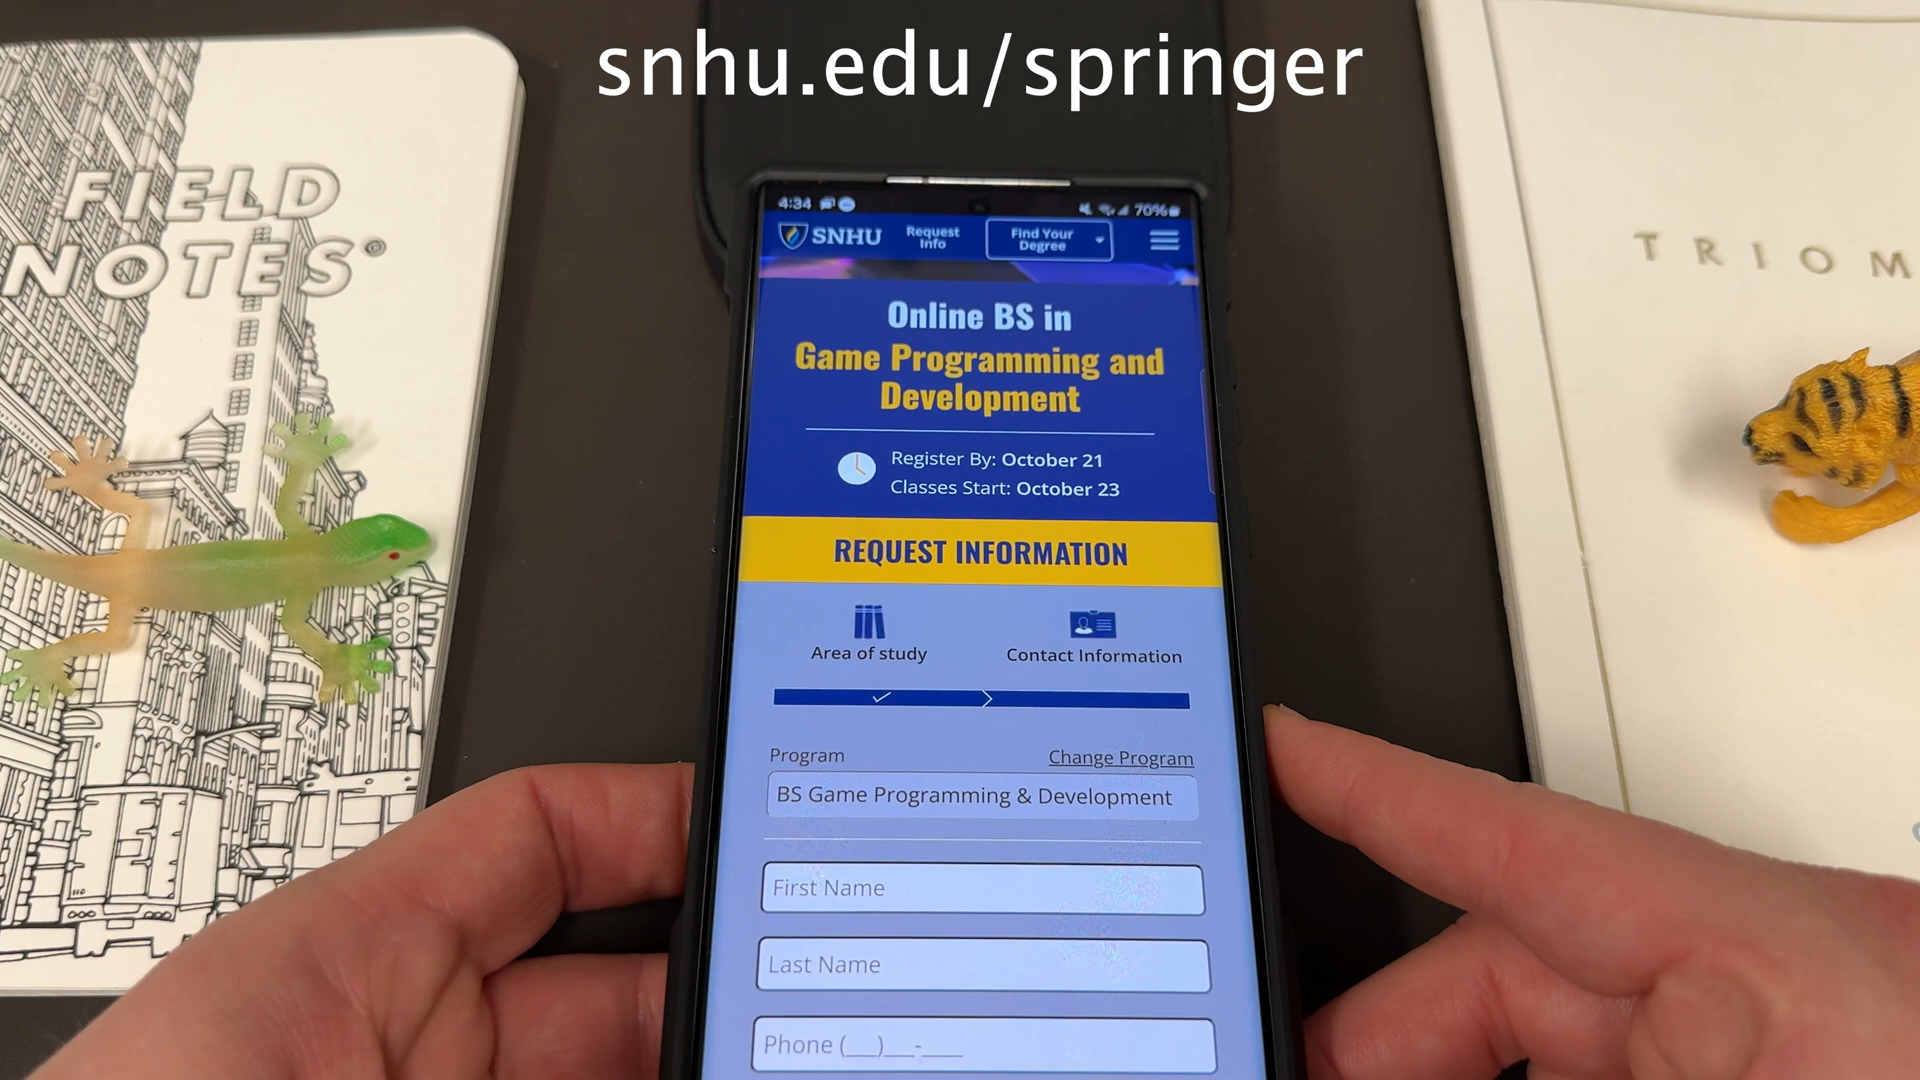 snhu.edu/springer
FIELD
NOTES®
TRIOM
4:34
70%
SNHU
Request
Info
Find Your
Degree
Online BS in
Game Programming and
Development
Register By: October 21
Classes Start: October 23
REQUEST INFORMATION
Area of study
Contact Information
Program
Change Program
BS Game Programming & Development
First Name
Last Name
Phone (___)___-____